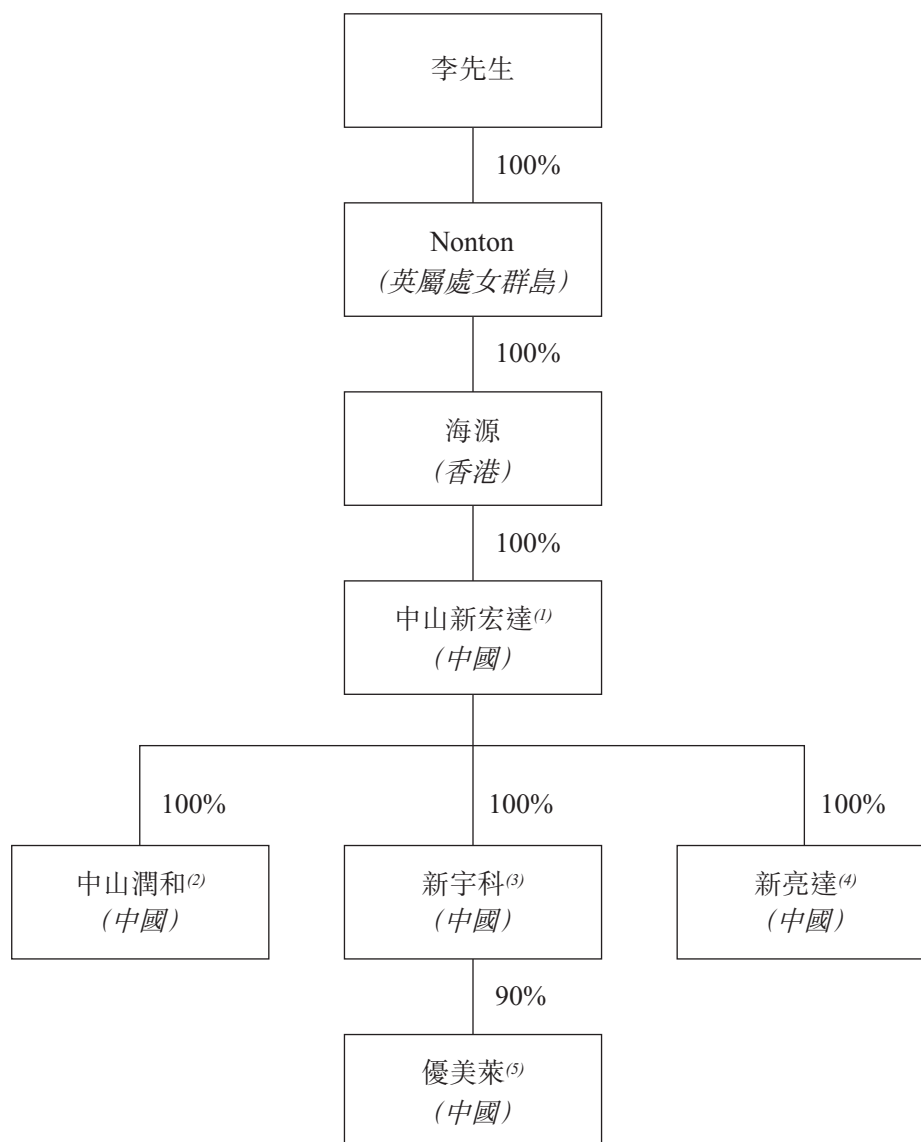 李先生
100%
Nonton
（英屬處女群島）
100%
海源
（香港）
100%
中山新宏達(1)
（中國）
100%
100%
100%
中山潤和(2)
（中國）
新宇科(3)
（中國）
新亮達(4)
（中國）
90%
優美萊(5)
（中國）